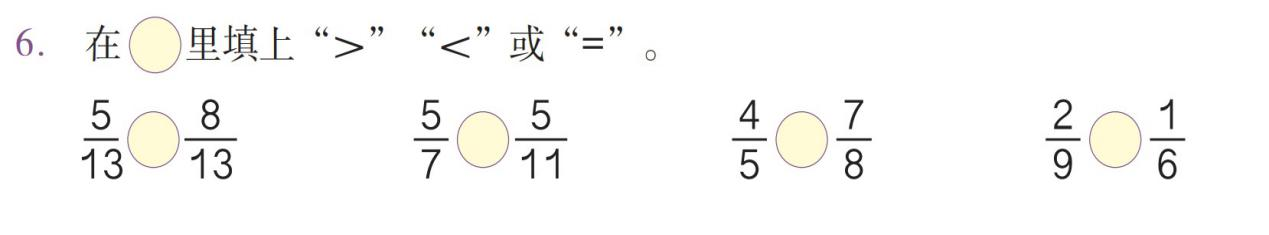 6. 在○里填上“>”“<”或“=”。
5/13 ○ 8/13 5/7 ○ 5/11 4/5 ○ 7/8 2/9 ○ 1/6